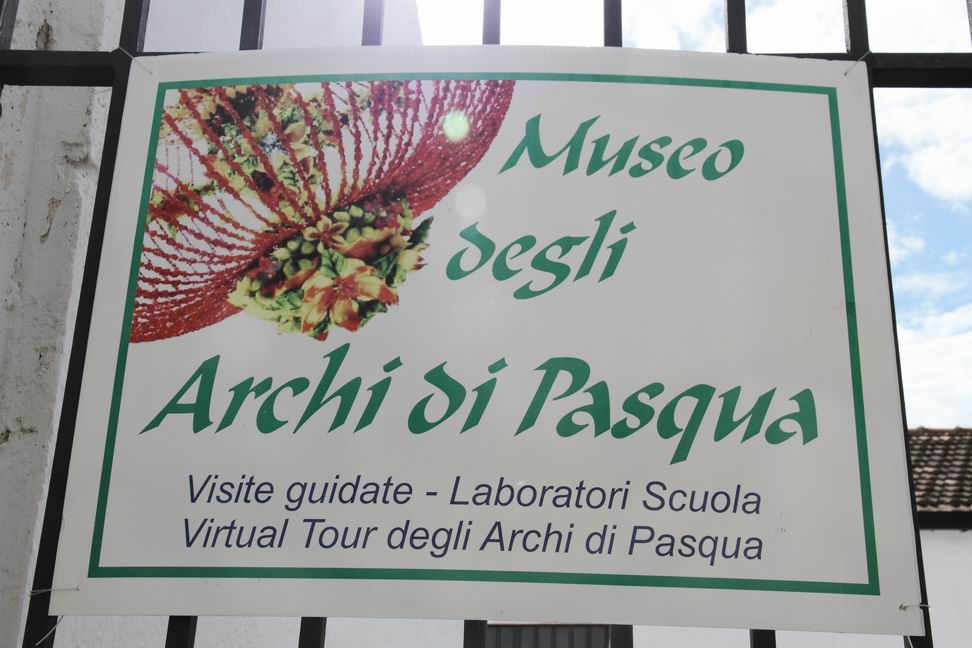 Museo
degli
Archi di Pasqua
Visite guidate - Laboratori Scuola
Virtual Tour degli Archi di Pasqua